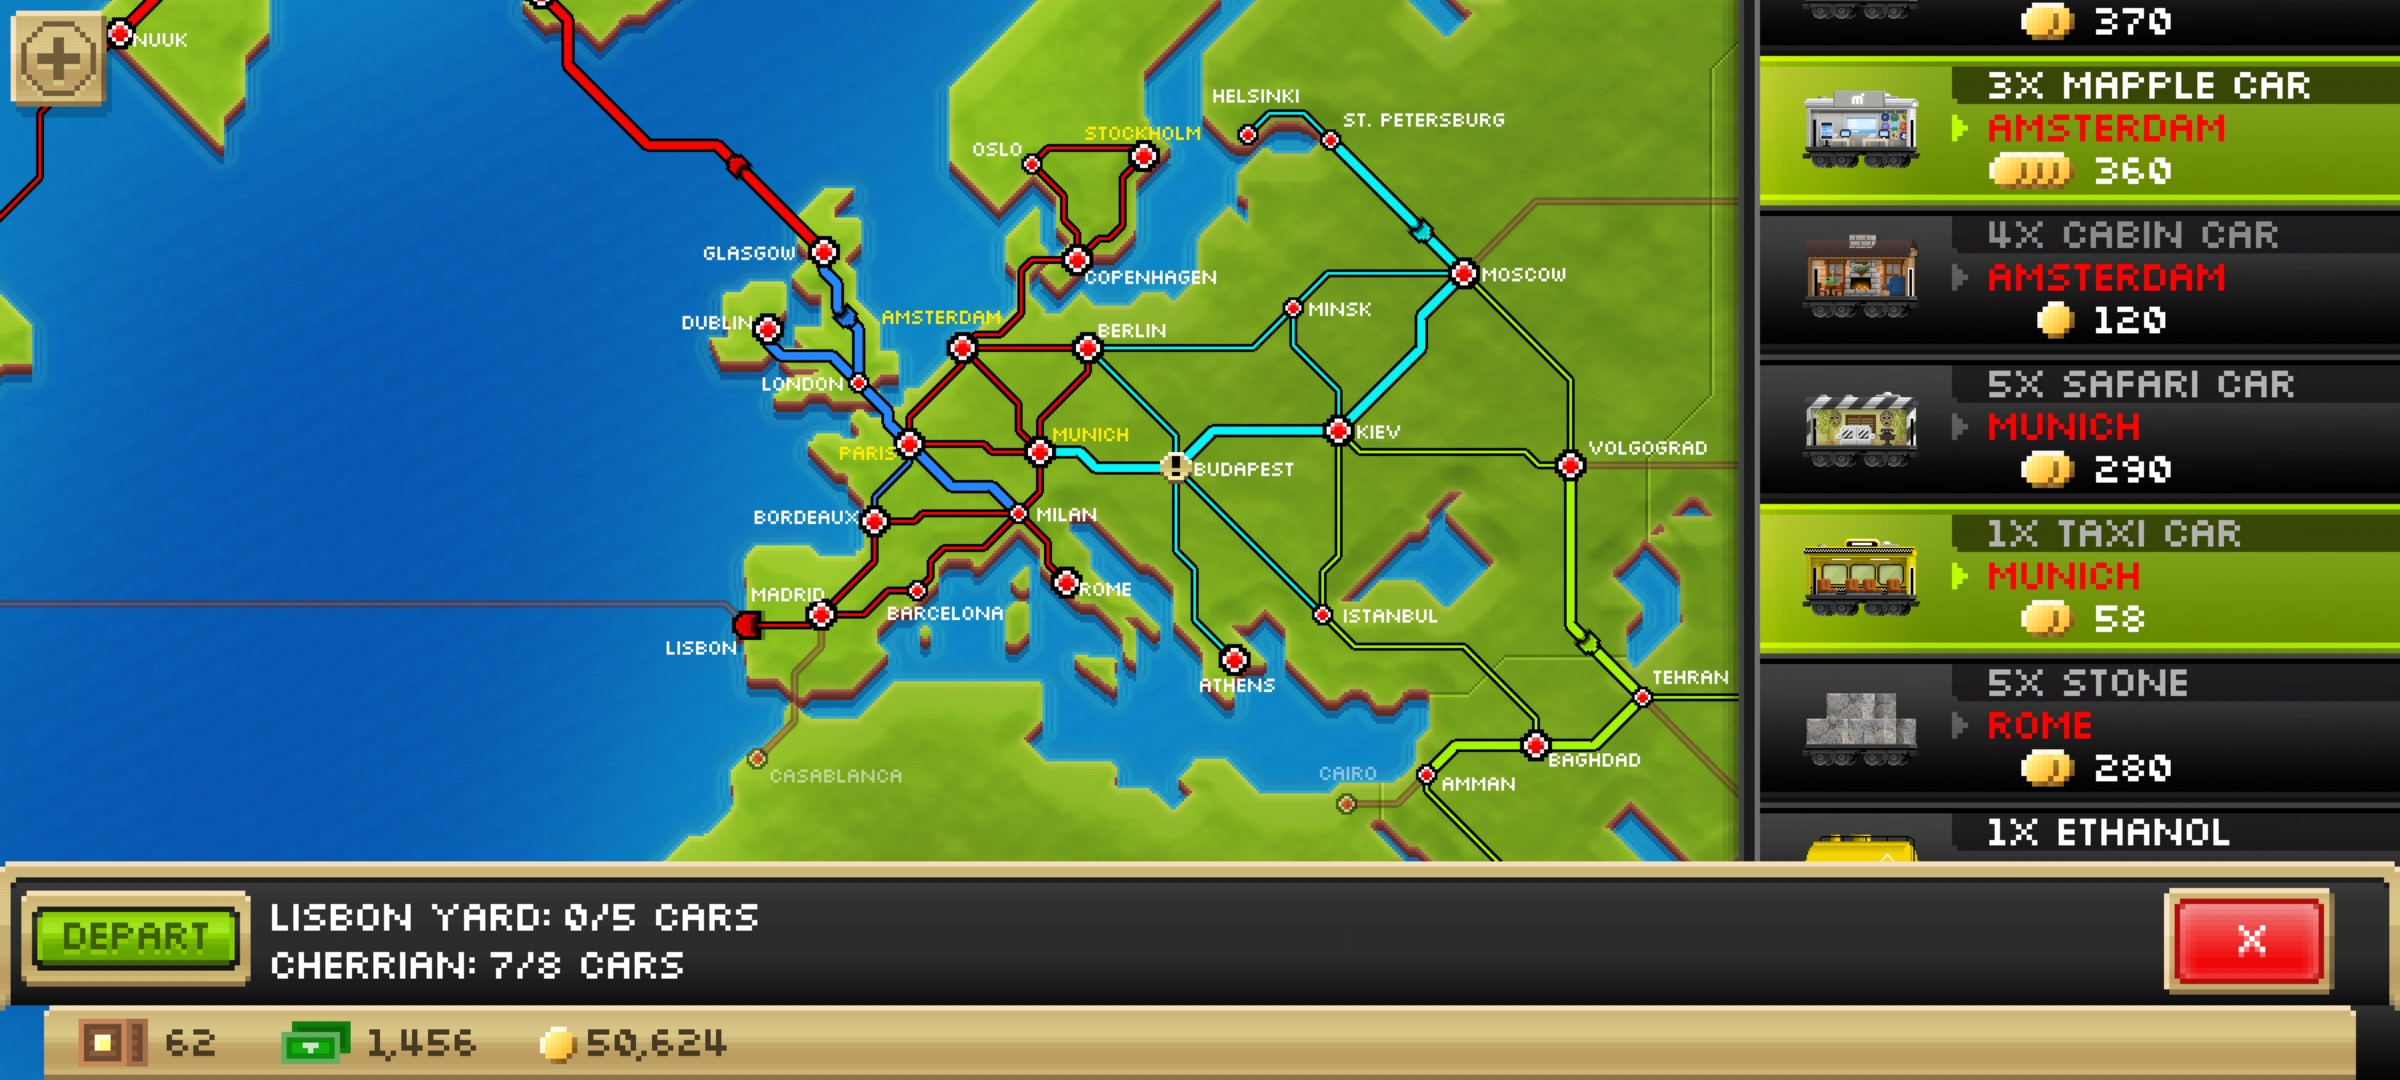 NUUK
HELSINKI
ST. PETERSBURG
STOCKHOLM
OSLO
GLASGOW
COPENHAGEN
MOSCOW
DUBLIN
AMSTERDAM
BERLIN
MINSK
LONDON
KIEV
MUNICH
PARIS
BUDAPEST
VOLGOGRAD
BORDEAUX
MILAN
MADRID
ROME
BARCELONA
ISTANBUL
LISBON
ATHENS
TEHRAN
CASABLANCA
CAIRO
AMMAN
BAGHDAD
370
3X MAPPLE CAR
AMSTERDAM
360
4X CABIN CAR
AMSTERDAM
120
5X SAFARI CAR
MUNICH
290
1X TAXI CAR
MUNICH
58
5X STONE
ROME
280
1X ETHANOL
DEPART
LISBON YARD: 0/5 CARS
CHERRIAN: 7/8 CARS
X
62
1,456
50,624